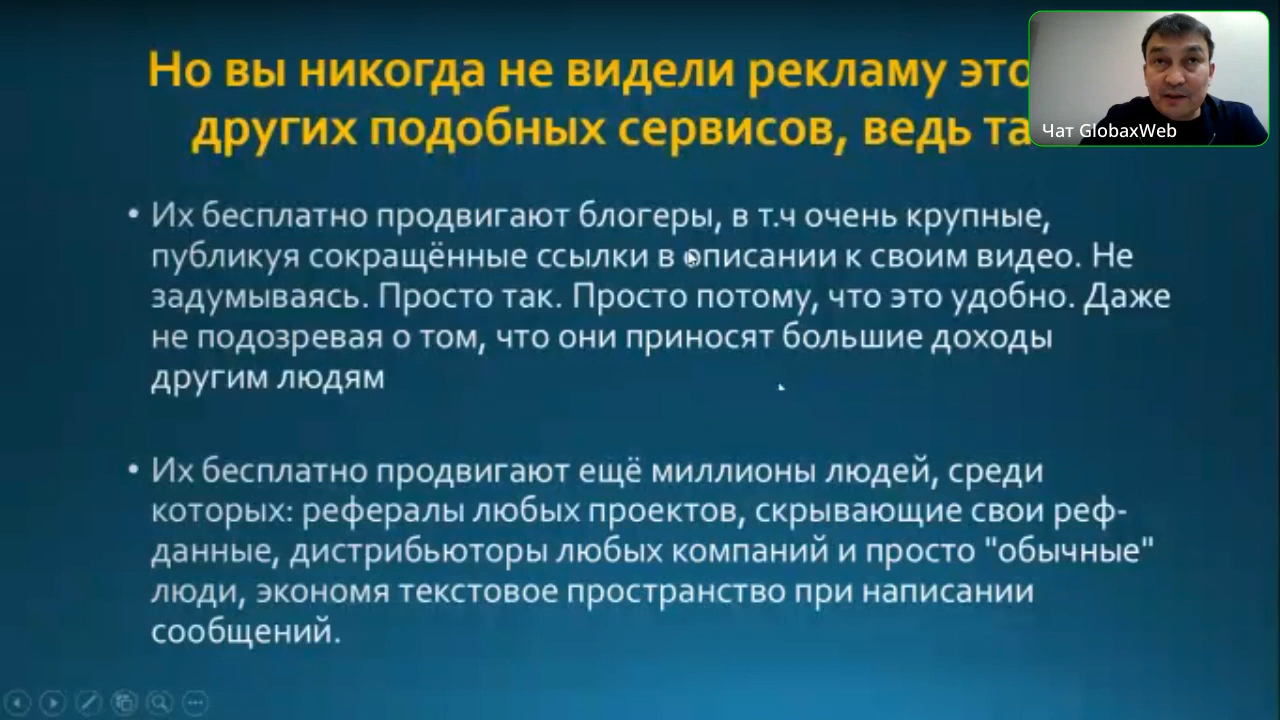 Но вы никогда не видели рекламу
других подобных сервисов, ведь
Чат GlobaxWeb
• Их бесплатно продвигают блогеры, в т.ч очень крупные,
публикуя сокращённые ссылки в описании к своим видео. Не
задумываясь. Просто так. Просто потому, что это удобно. Даже
не подозревая о том, что они приносят большие доходы
другим людям
• Их бесплатно продвигают ещё миллионы людей, среди
которых: рефералы любых проектов, скрывающие свои реф-
данные, дистрибьюторы любых компаний и просто "обычные"
люди, экономя текстовое пространство при написании
сообщений.